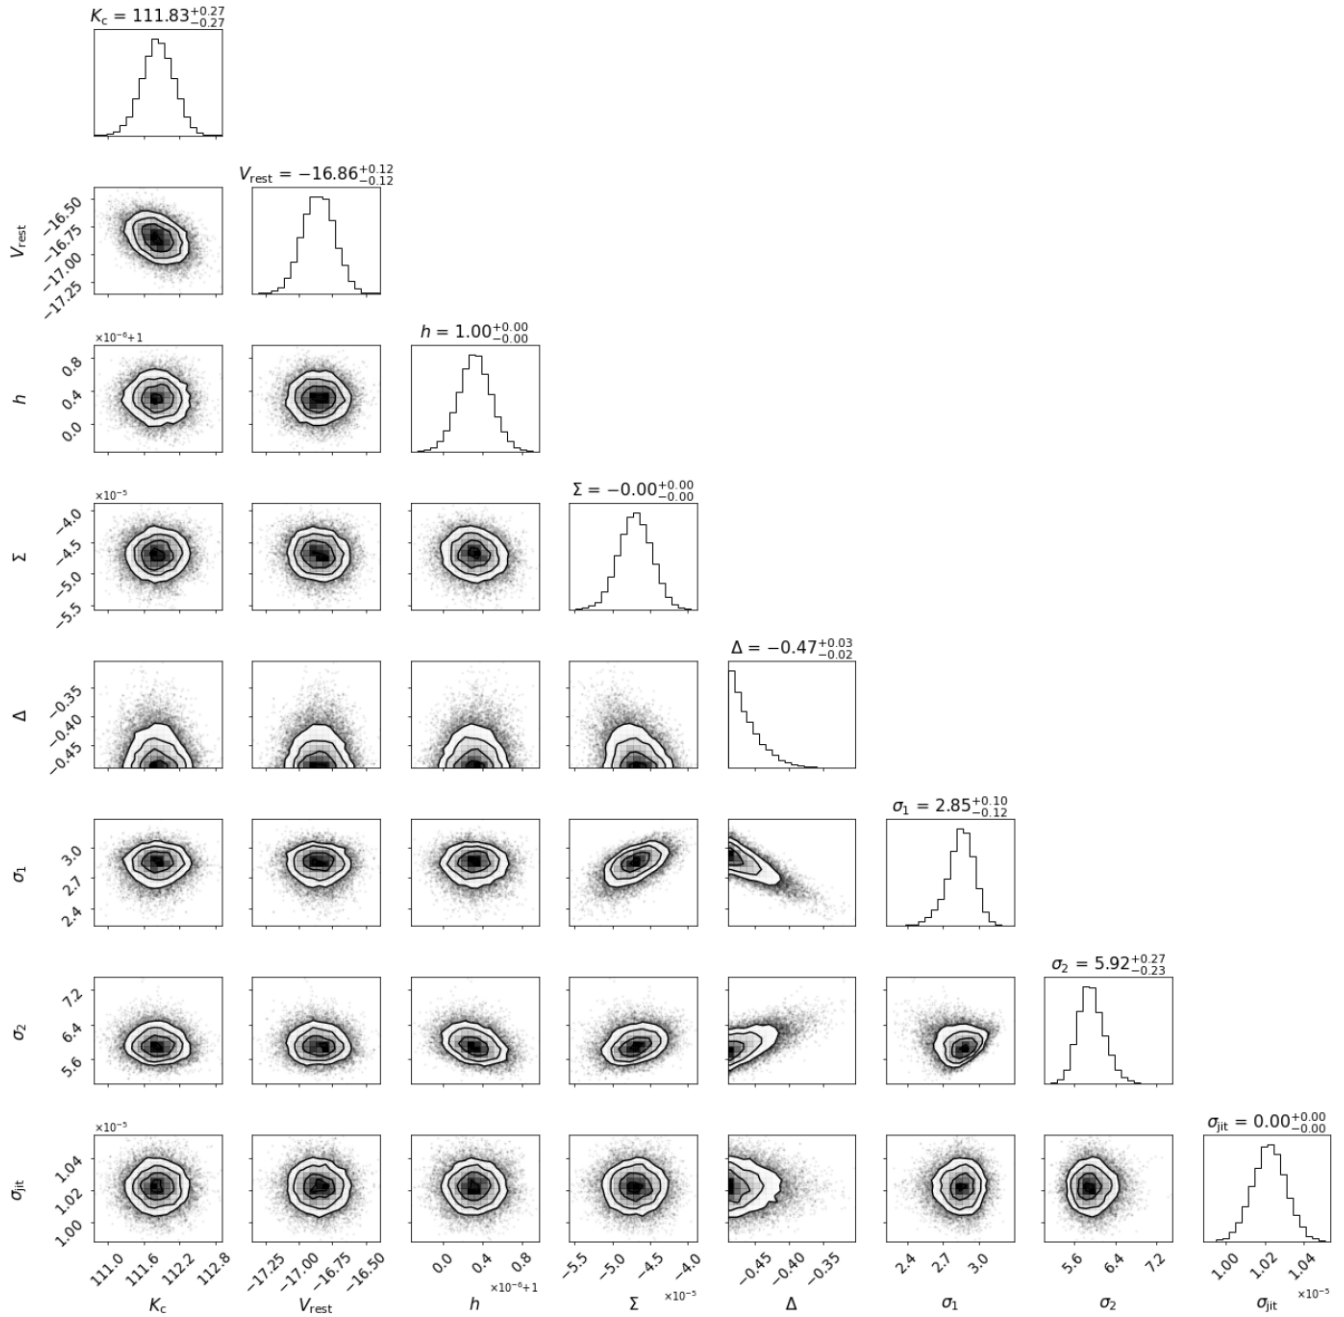 K_c = 111.83^{+0.27}_{-0.27}
V_rest = −16.86^{+0.12}_{-0.12}
−16.50
−16.75
−17.00
−17.25
V_rest
h = 1.00^{+0.00}_{-0.00}
×10⁻⁶+1
0.8
0.4
0.0
h
Σ = −0.00^{+0.00}_{-0.00}
×10⁻⁵
−4.0
−4.5
−5.0
−5.5
Σ
Δ = −0.47^{+0.03}_{-0.02}
−0.35
−0.40
−0.45
Δ
σ_1 = 2.85^{+0.10}_{-0.12}
3.0
2.7
2.4
σ_1
σ_2 = 5.92^{+0.27}_{-0.23}
7.2
6.4
5.6
σ_2
σ_jit = 0.00^{+0.00}_{-0.00}
×10⁻⁵
1.04
1.02
1.00
σ_jit
111.0 111.6 112.2 112.8 −17.25 −17.00 −16.75 −16.50 0.0 0.4 0.8 −5.5 −5.0 −4.5 −4.0 −0.45 −0.40 −0.35 2.4 2.7 3.0 5.6 6.4 7.2 1.00 1.02 1.04
×10⁻⁶+1 ×10⁻⁵ ×10⁻⁵
K_c V_rest h Σ Δ σ_1 σ_2 σ_jit